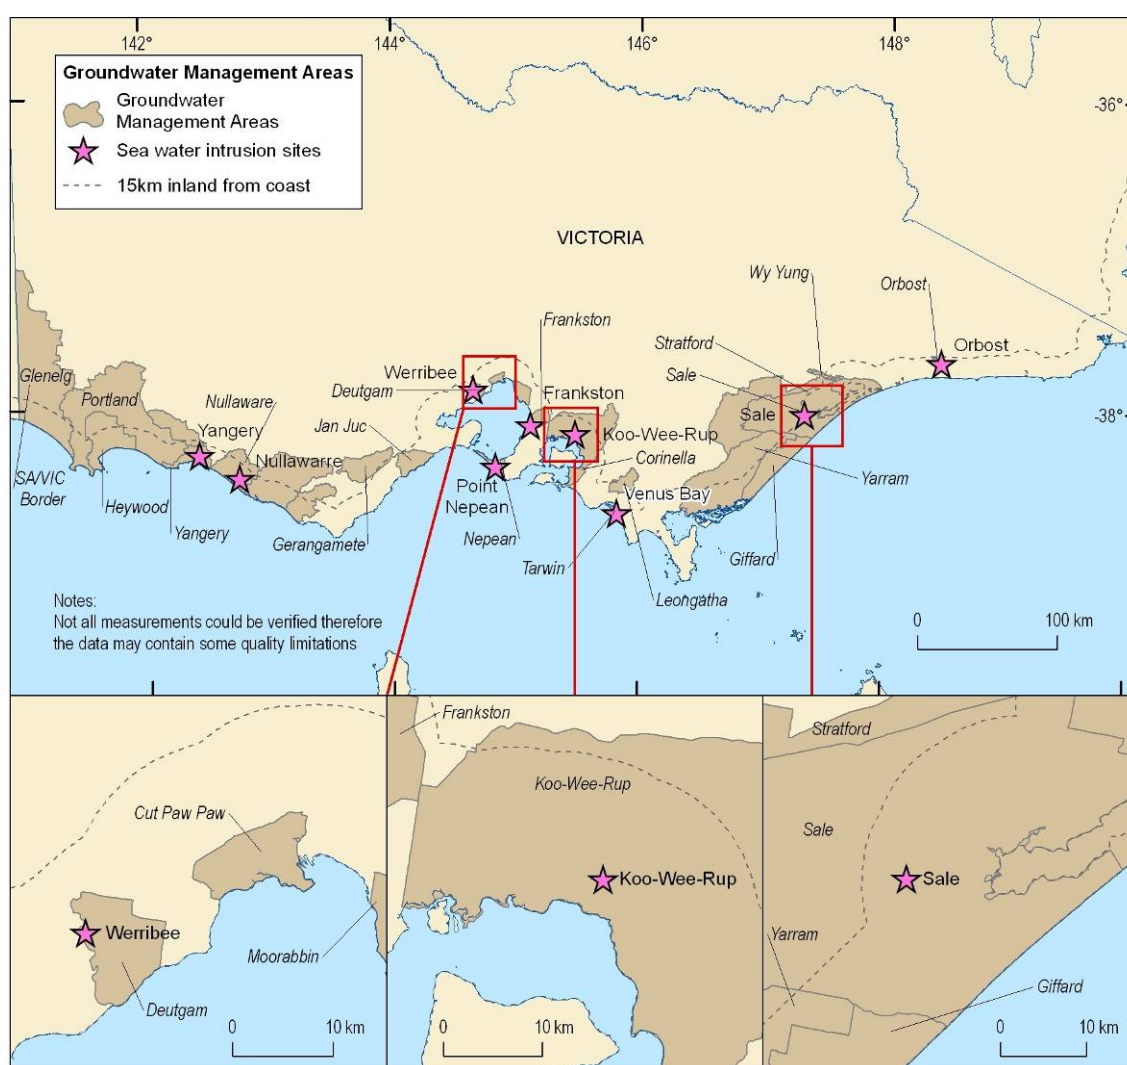 142°
144°
146°
148°
Groundwater Management Areas
Groundwater
Management Areas
Sea water intrusion sites
15km inland from coast
-36°
VICTORIA
Wy Yung
Orbost
Frankston
Stratford
Orbost
Werribee
Sale
Glenelg
Deutgam
Frankston
Portland
Nullaware
-38°
Sale
Yangery
Jan Juc
Koo-Wee-Rup
Nullawarre
Corinella
SA/VIC
Border
Yarram
Heywood
Point
Nepean
Venus Bay
Yangery
Gerangamete
Nepean
Tarwin
Giffard
Leongatha
Notes:
Not all measurements could be verified therefore
the data may contain some quality limitations
0 100 km
Cut Paw Paw
Werribee
Moorabbin
Deutgam
0 10 km
Frankston
Koo-Wee-Rup
Koo-Wee-Rup
0 10 km
Stratford
Sale
Sale
Yarram
Giffard
0 10 km